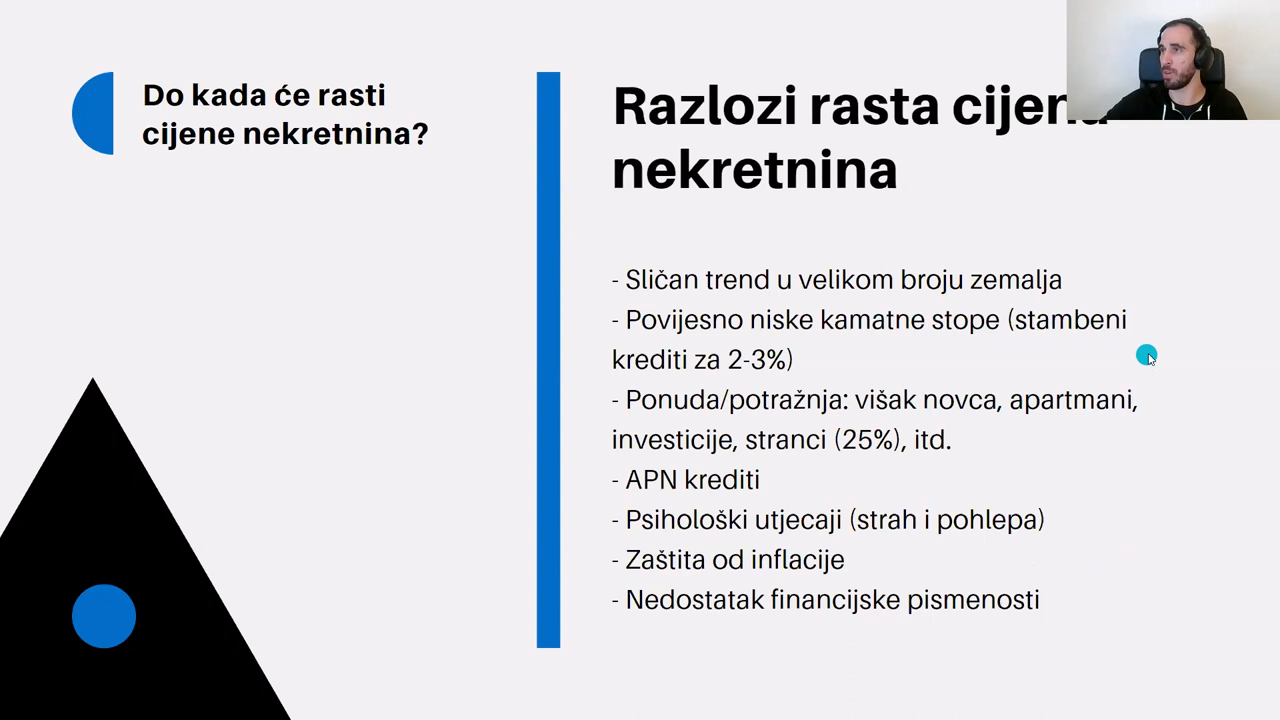 Do kada će rasti
cijene nekretnina?
Razlozi rasta
nekretnina
- Sličan trend u velikom broju zemalja
- Povijesno niske kamatne stope (stambeni
krediti za 2-3%)
- Ponuda/potražnja: višak novca, apartmani,
investicije, stranci (25%), itd.
- APN krediti
- Psihološki utjecaji (strah i pohlepa)
- Zaštita od inflacije
- Nedostatak financijske pismenosti